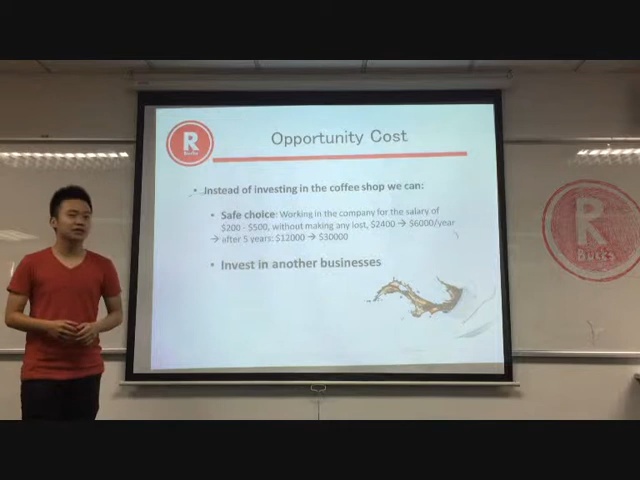 R
Bucks
Opportunity Cost
• Instead of investing in the coffee shop we can:
• Safe choice: Working in the company for the salary of
$200 - $500, without making any lost, $2400 → $6000/year
→ after 5 years: $12000 → $30000
• Invest in another businesses
R
Bucks